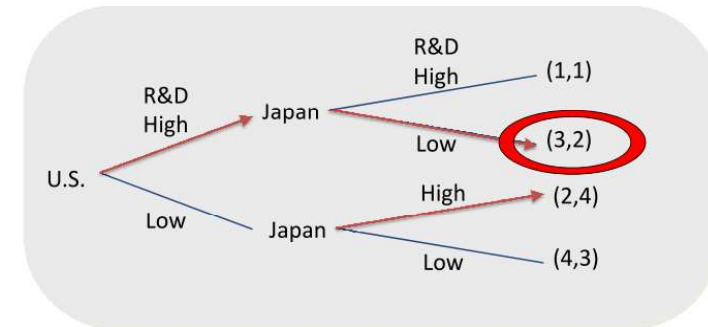 R&D
High
(1,1)
R&D
High
Japan
Low
(3,2)
U.S.
High
(2,4)
Low
Japan
Low
(4,3)